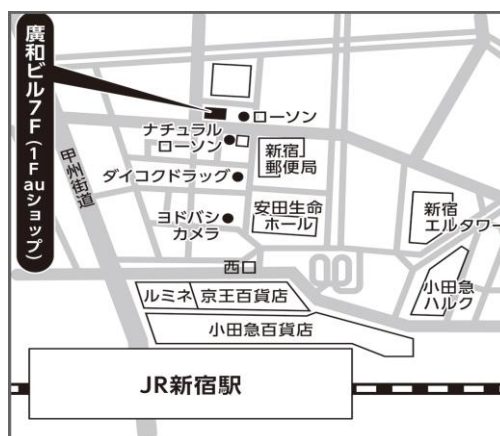 廣和ビル7F(1F auショップ)
ローソン
ナチュラル
ローソン
新宿
郵便局
甲州街道
ダイコクドラッグ
ヨドバシ
カメラ
安田生命
ホール
新宿
エルタワー
西口
小田急
ハルク
ルミネ
京王百貨店
小田急百貨店
JR新宿駅